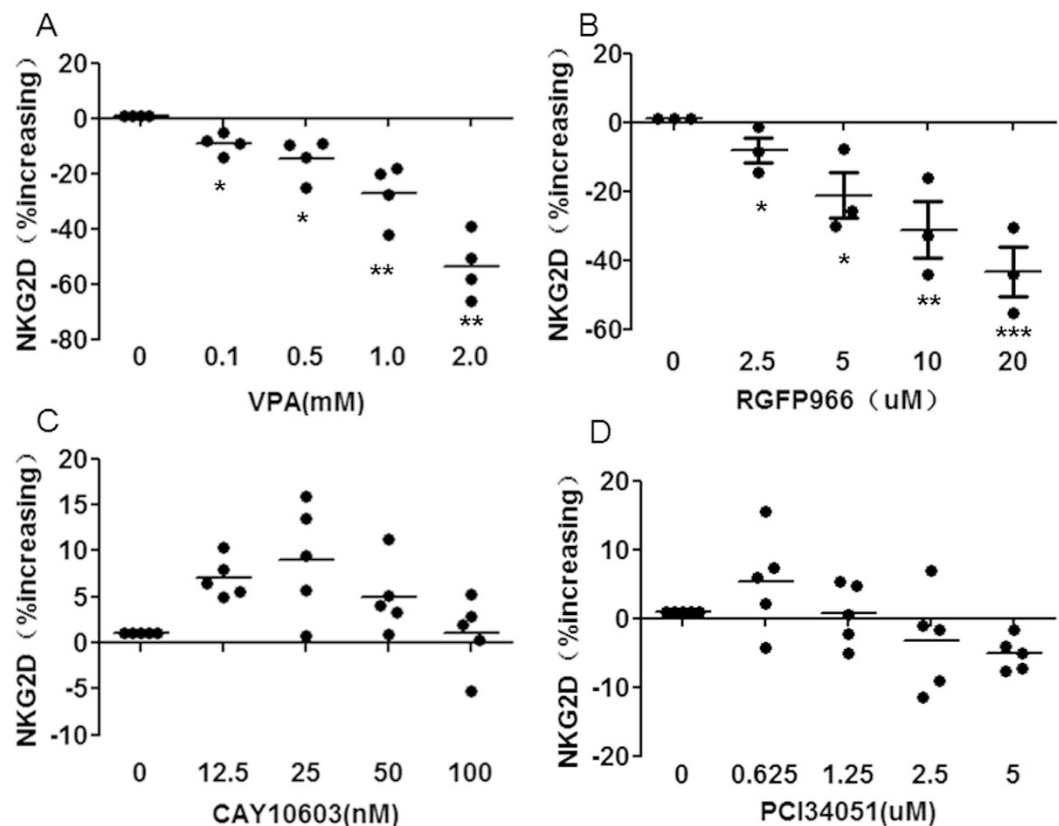 A
NKG2D（%increasing)
20
0
-20
-40
-60
-80
*
*
**
**
0 0.1 0.5 1.0 2.0
VPA(mM)
B
NKG2D（%increasing)
20
0
-20
-40
-60
*
*
**
***
0 2.5 5 10 20
RGFP966（uM）
C
NKG2D（%increasing)
20
15
10
5
0
-5
-10
0 12.5 25 50 100
CAY10603(nM)
D
NKG2D（%increasing)
20
10
0
-10
-20
0 0.625 1.25 2.5 5
PCI34051(uM)